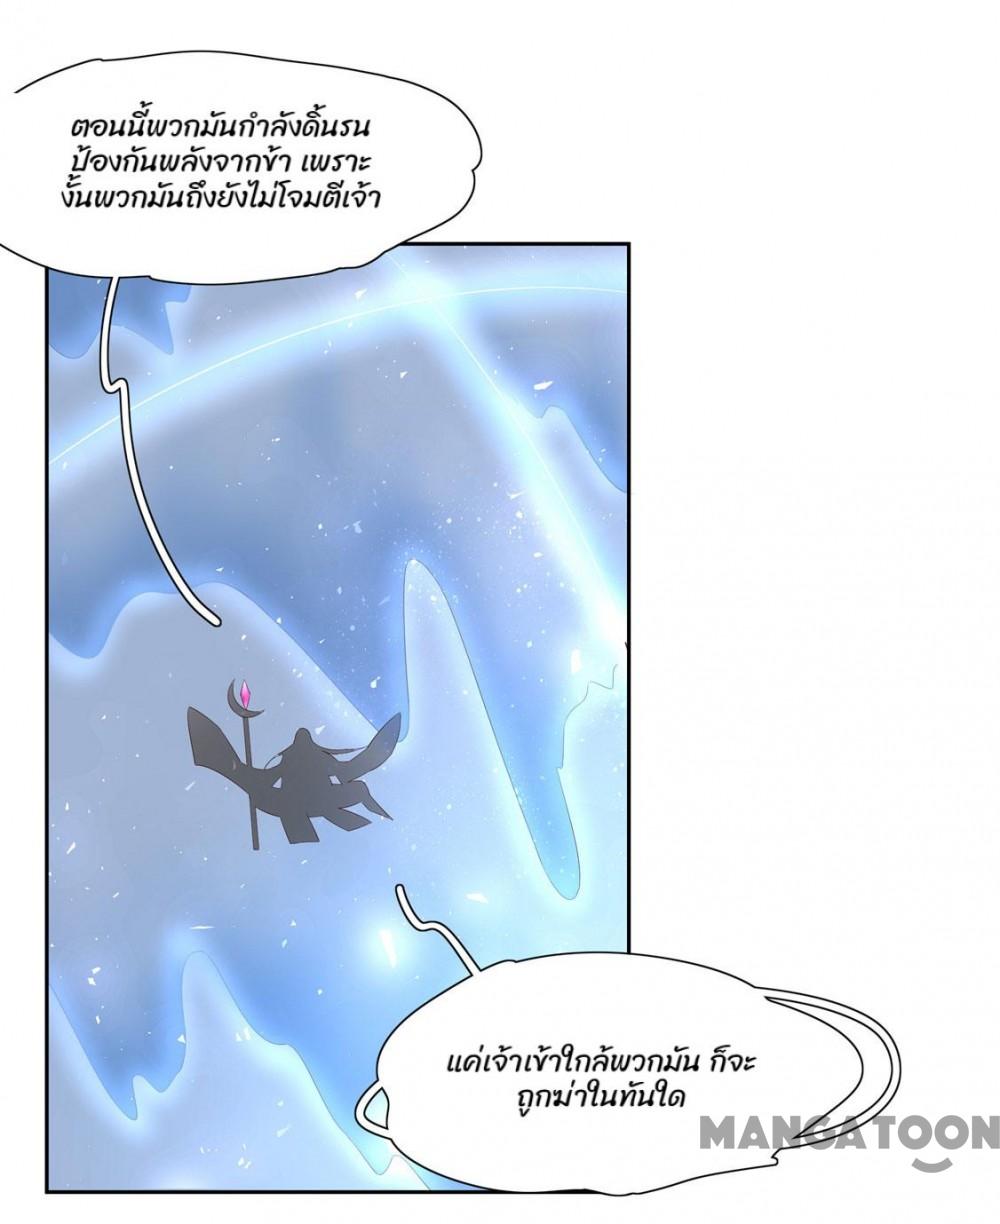 ตอนนี้พวกมันกำลังดิ้นรน
ป้องกันพลังจากข้า เพราะ
งั้นพวกมันถึงยังไม่โจมตีเจ้า
แค่เจ้าเข้าใกล้พวกมัน ก็จะ
ถูกฆ่าในทันใด
MANGATOON